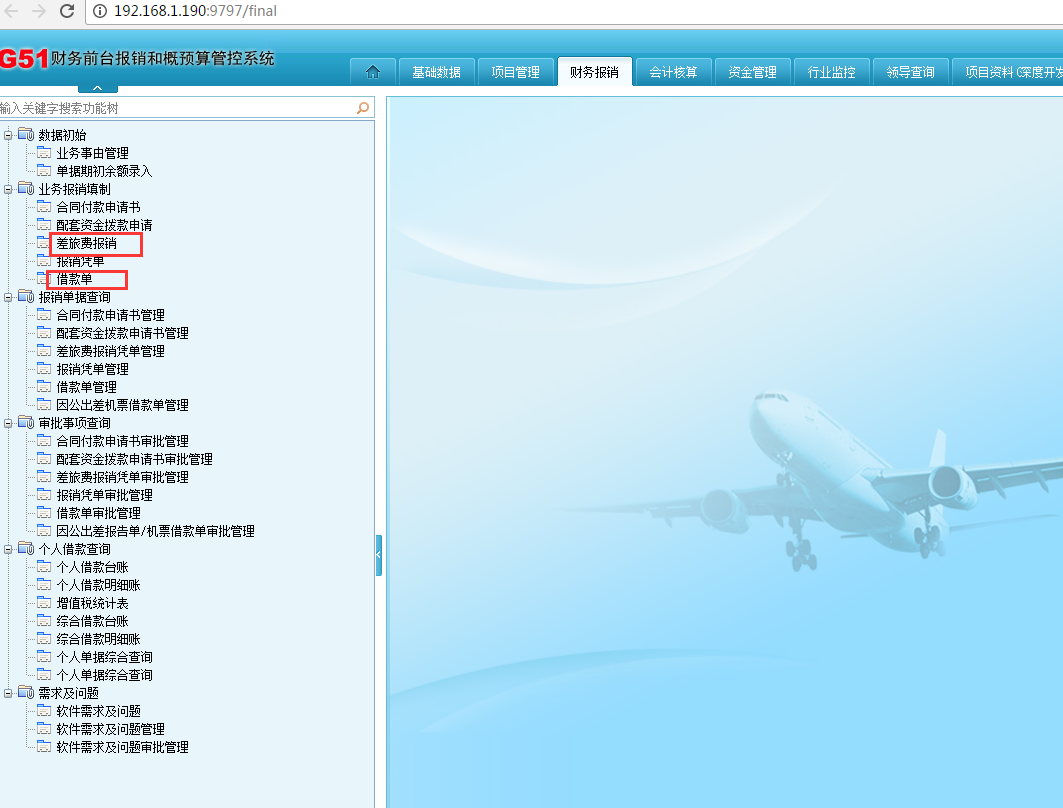 192.168.1.190:9797/final
G51财务前台报销和概预算管控系统
基础数据 项目管理 财务报销 会计核算 资金管理 行业监控 领导查询 项目资料(深度开发
输入关键字搜索功能树
数据初始
业务事由管理
单据期初余额录入
业务报销填制
合同付款申请书
配套资金拨款申请
差旅费报销
报销凭单
借款单
报销单据查询
合同付款申请书管理
配套资金拨款申请书管理
差旅费报销凭单管理
报销凭单管理
借款单管理
因公出差机票借款单管理
审批事项查询
合同付款申请书审批管理
配套资金拨款申请书审批管理
差旅费报销凭单审批管理
报销凭单审批管理
借款单审批管理
因公出差报告单/机票借款单审批管理
个人借款查询
个人借款台账
个人借款明细账
增值税统计表
综合借款台账
综合借款明细账
个人单据综合查询
个人单据综合查询
需求及问题
软件需求及问题
软件需求及问题管理
软件需求及问题审批管理